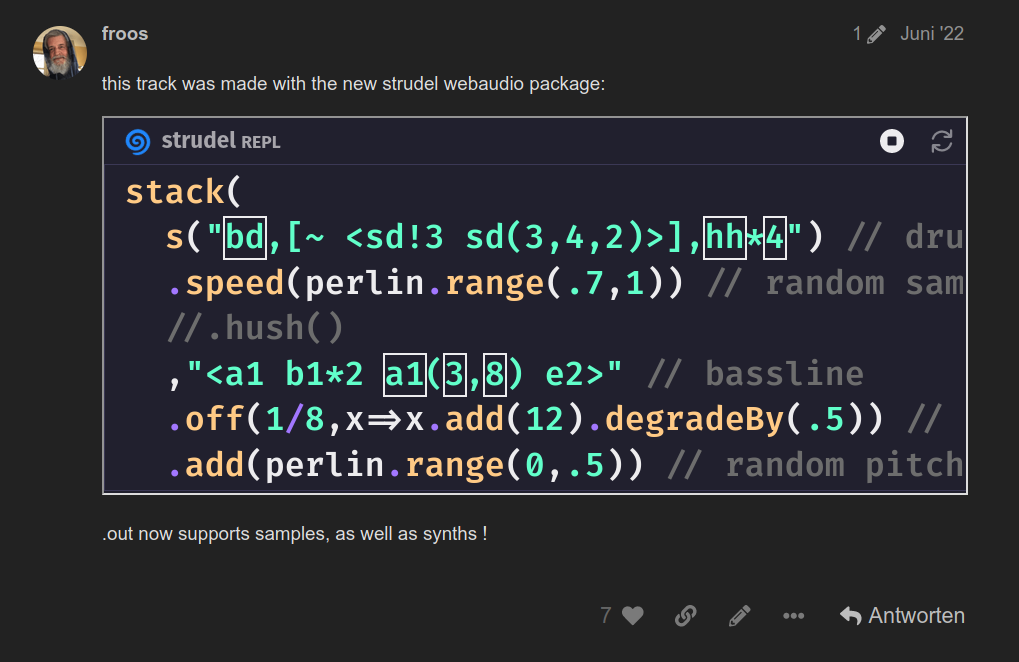 froos
1 Juni '22
this track was made with the new strudel webaudio package:
strudel REPL
stack(
s("bd,[~ <sd!3 sd(3,4,2)>],hh*4") // dru
.speed(perlin.range(.7,1)) // random sam
//.hush()
,"<a1 b1*2 a1(3,8) e2>" // bassline
.off(1/8,x=>x.add(12).degradeBy(.5)) //
.add(perlin.range(0,.5)) // random pitch
.out now supports samples, as well as synths !
7
Antworten